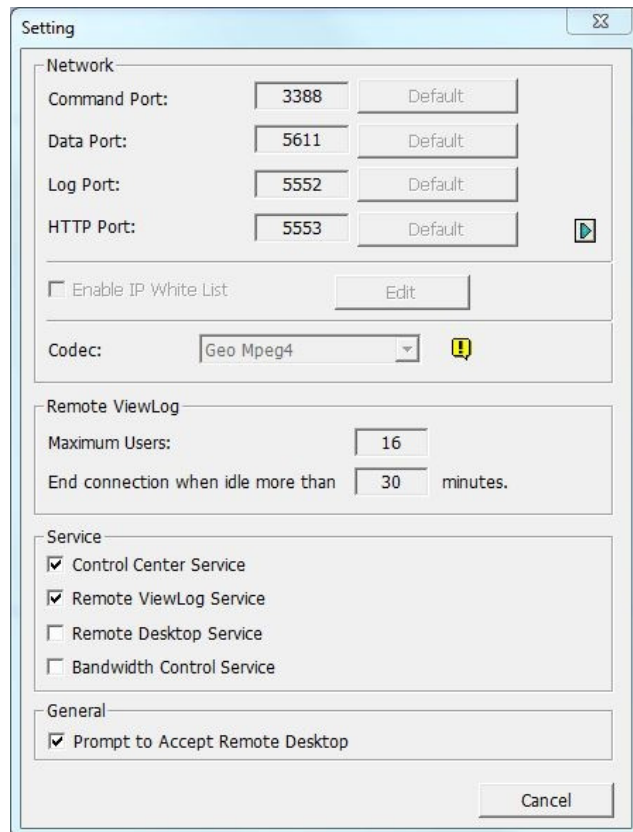 Setting
Network
Command Port: 3388 Default
Data Port: 5611 Default
Log Port: 5552 Default
HTTP Port: 5553 Default
Enable IP White List Edit
Codec: Geo Mpeg4
Remote ViewLog
Maximum Users: 16
End connection when idle more than 30 minutes.
Service
Control Center Service
Remote ViewLog Service
Remote Desktop Service
Bandwidth Control Service
General
Prompt to Accept Remote Desktop
Cancel